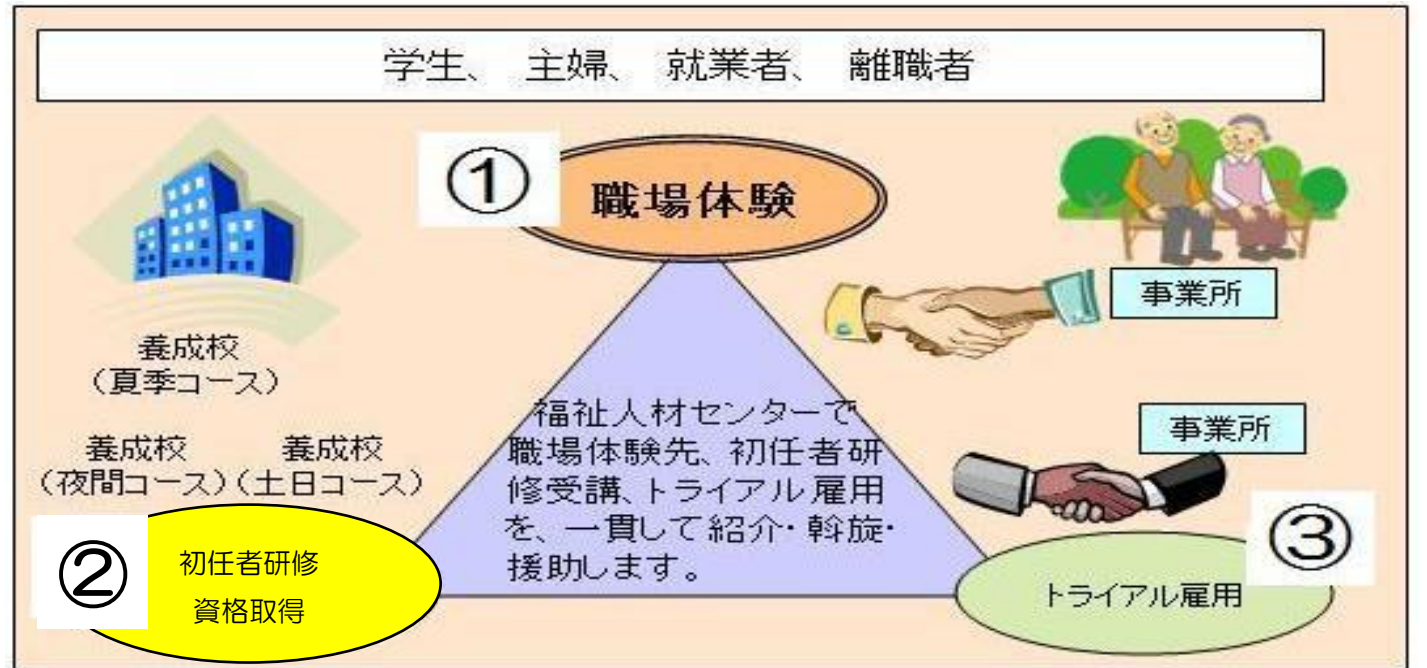 学生、 主婦、 就業者、 離職者
①
職場体験
事業所
養成校
（夏季コース）
事業所
養成校 養成校
（夜間コース）（土日コース）
福祉人材センターで
職場体験先、初任者研
修受講、トライアル雇用
を、一貫して紹介・斡旋・
援助します。
②
初任者研修
資格取得
③
トライアル雇用